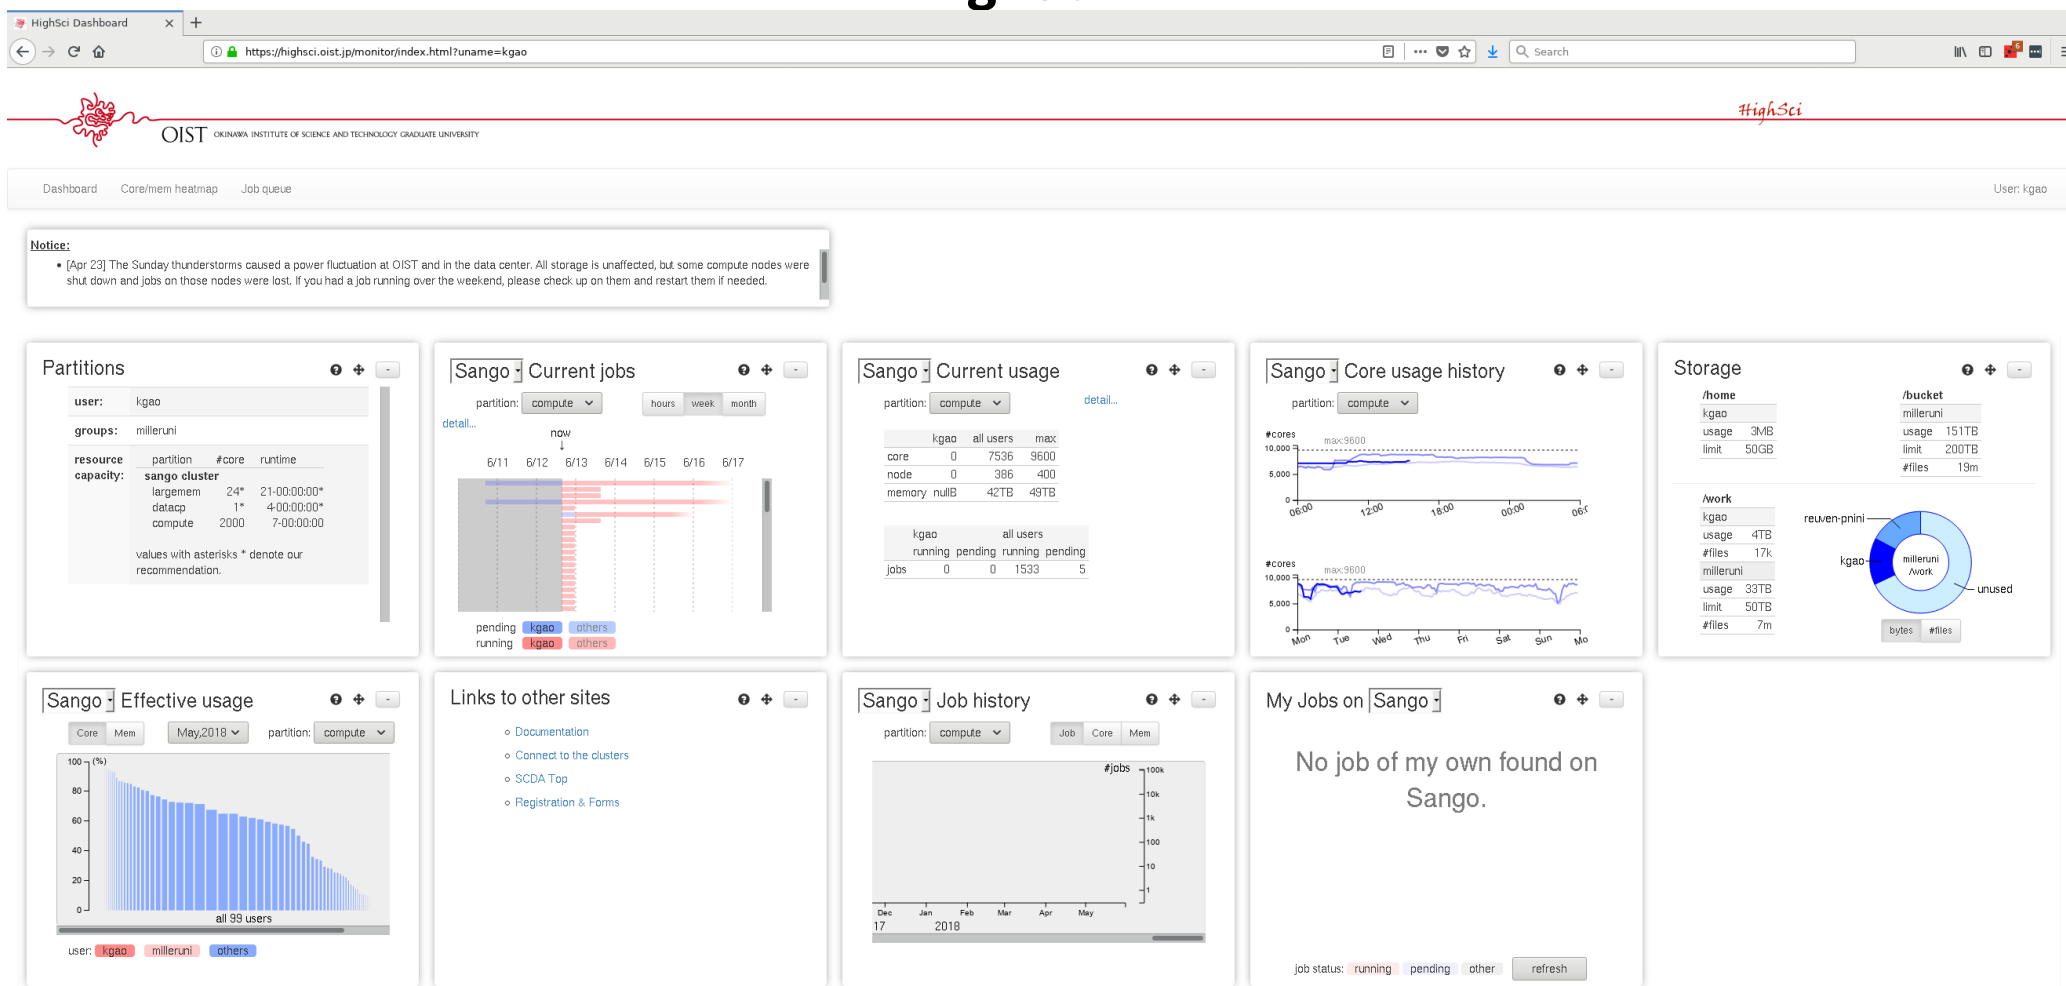 HighSci Dashboard
https://highsci.oist.jp/monitor/index.html?uname=kgao
Search
6
HighSci
OIST OKINAWA INSTITUTE OF SCIENCE AND TECHNOLOGY GRADUATE UNIVERSITY
Dashboard Core/mem heatmap Job queue User: kgao
Notice:
• [Apr 23] The Sunday thunderstorms caused a power fluctuation at OIST and in the data center. All storage is unaffected, but some compute nodes were
shut down and jobs on those nodes were lost. If you had a job running over the weekend, please check up on them and restart them if needed.
Partitions
user: kgao
groups: milleruni
resource capacity:
partition #core runtime
sango cluster
largemem 24* 21-00:00:00*
datacp 1* 4-00:00:00*
compute 2000 7-00:00:00
values with asterisks * denote our
recommendation.
Sango Current jobs
partition: compute hours week month
detail...
now
↓
6/11 6/12 6/13 6/14 6/15 6/16 6/17
pending kgao others
running kgao others
Sango Current usage
partition: compute detail...
kgao all users max
core 0 7536 9600
node 0 386 400
memory nullB 42TB 49TB
kgao all users
running pending running pending
jobs 0 0 1533 5
Sango Core usage history
partition: compute
#cores
max:9600
10,000
5,000
0
06:00 12:00 18:00 00:00 06:0
#cores
max:9600
10,000
5,000
0
Mon Tue Wed Thu Fri Sat Sun Mo
Storage
/home
kgao
usage 3MB
limit 50GB
/bucket
milleruni
usage 151TB
limit 200TB
#files 19m
/work
kgao
usage 4TB
#files 17k
milleruni
usage 33TB
limit 50TB
#files 7m
reuven-pnini
kgao
milleruni
/work
unused
bytes #files
Sango Effective usage
Core Mem May,2018 partition: compute
100 (%)
80
60
40
20
0
all 99 users
user: kgao milleruni others
Links to other sites
Documentation
Connect to the clusters
SCDA Top
Registration & Forms
Sango Job history
partition: compute Job Core Mem
#jobs
100k
10k
1k
100
10
1
Dec Jan Feb Mar Apr May
17 2018
My Jobs on Sango
No job of my own found on
Sango.
job status: running pending other refresh